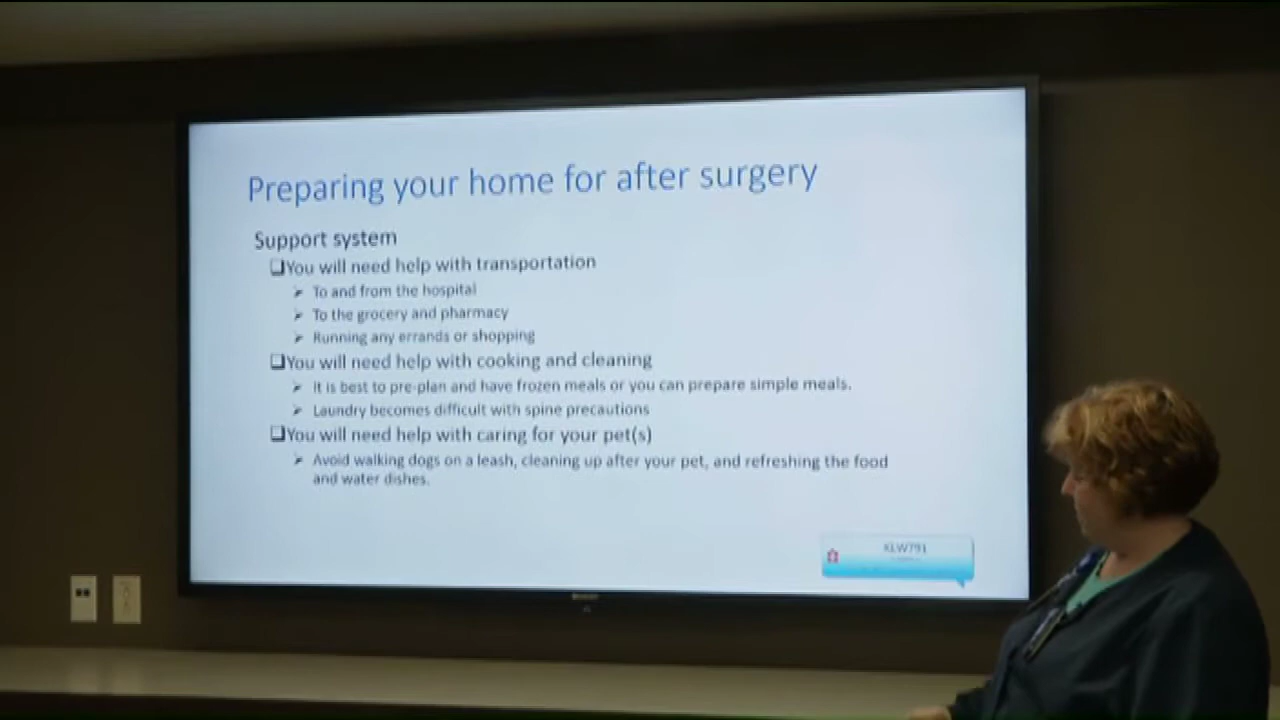 Preparing your home for after surgery
Support system
❑You will need help with transportation
➢ To and from the hospital
➢ To the grocery and pharmacy
➢ Running any errands or shopping
❑You will need help with cooking and cleaning
➢ It is best to pre-plan and have frozen meals or you can prepare simple meals.
➢ Laundry becomes difficult with spine precautions
❑You will need help with caring for your pet(s)
➢ Avoid walking dogs on a leash, cleaning up after your pet, and refreshing the food
and water dishes.
KLW791